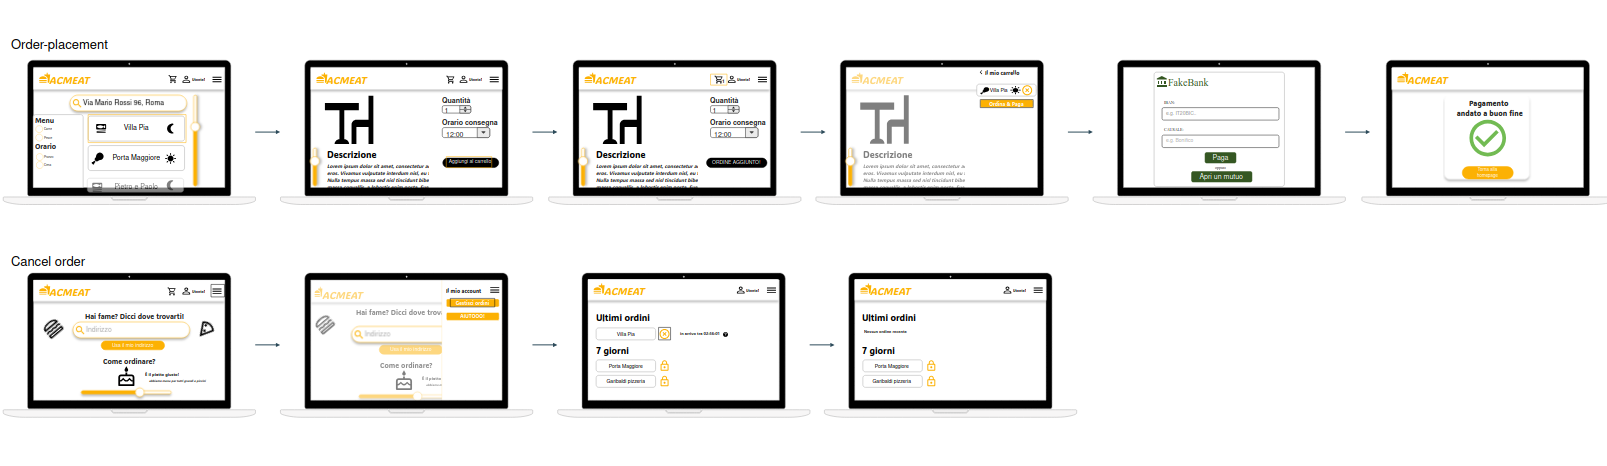 Order-placement
ACMEAT
Utente1
Via Mario Rossi 96, Roma
Menu
Carne
Pesce
Orario
Pranzo
Cena
Villa Pia
Porta Maggiore
Pietro e Paolo
ACMEAT
Utente1
Quantità
1
Orario consegna
12:00
Descrizione
Aggiungi al carrello
Lorem ipsum dolor sit amet, consectetur a
eros. Vivamus vulputate interdum nisl, eu
Nulla tempus massa sed nisl tincidunt bibe
ACMEAT
Utente1
Quantità
1
Orario consegna
12:00
Descrizione
ORDINE AGGIUNTO!
Lorem ipsum dolor sit amet, consectetur a
eros. Vivamus vulputate interdum nisl, eu
Nulla tempus massa sed nisl tincidunt bibe
ACMEAT
< Il mio carrello
Villa Pia
Ordina & Paga
Descrizione
Lorem ipsum dolor sit amet, consectetur a
eros. Vivamus vulputate interdum nisl, eu
Nulla tempus massa sed nisl tincidunt bibe
FakeBank
IBAN:
CAUSALE:
e.g. Bonifico
Paga
oppure
Apri un mutuo
ACMEAT
Pagamento
andato a buon fine
Torna alla
homepage
Cancel order
ACMEAT
Utente1
Hai fame? Dicci dove trovarti!
Indirizzo
Usa il mio indirizzo
Come ordinare?
È il piatto giusto!
ACMEAT
Il mio account
Gestisci ordini
AIUTOOO!
Hai fame? Dicci dove trov
Indirizzo
Usa il mio indirizzo
Come ordinare?
È il piatto
ACMEAT
Utente1
Ultimi ordini
Villa Pia
In arrivo tra 02:56:01
7 giorni
Porta Maggiore
Garibaldi pizzeria
ACMEAT
Utente1
Ultimi ordini
Nessun ordine recente
7 giorni
Porta Maggiore
Garibaldi pizzeria